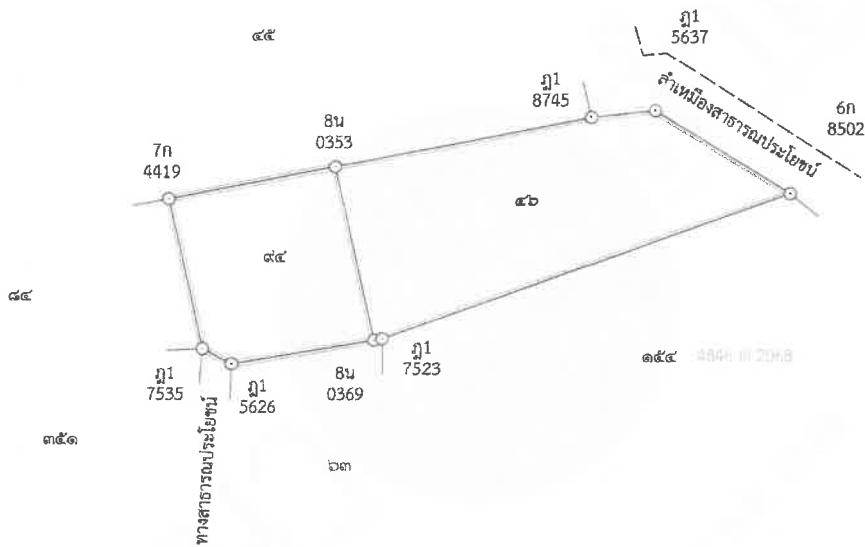 ฎ1
5637
๔๕
ลำเหมืองสาธารณประโยชน์
ฎ1
8745
6ก
8502
8น
0353
7ก
4419
๔๖
๙๔
๘๔
ฎ1
7523
๑๕๔
4846 III 2068
ฎ1
7535
ฎ1
5626
8น
0369
๓๕๑
๖๓
ทางสาธารณประโยชน์